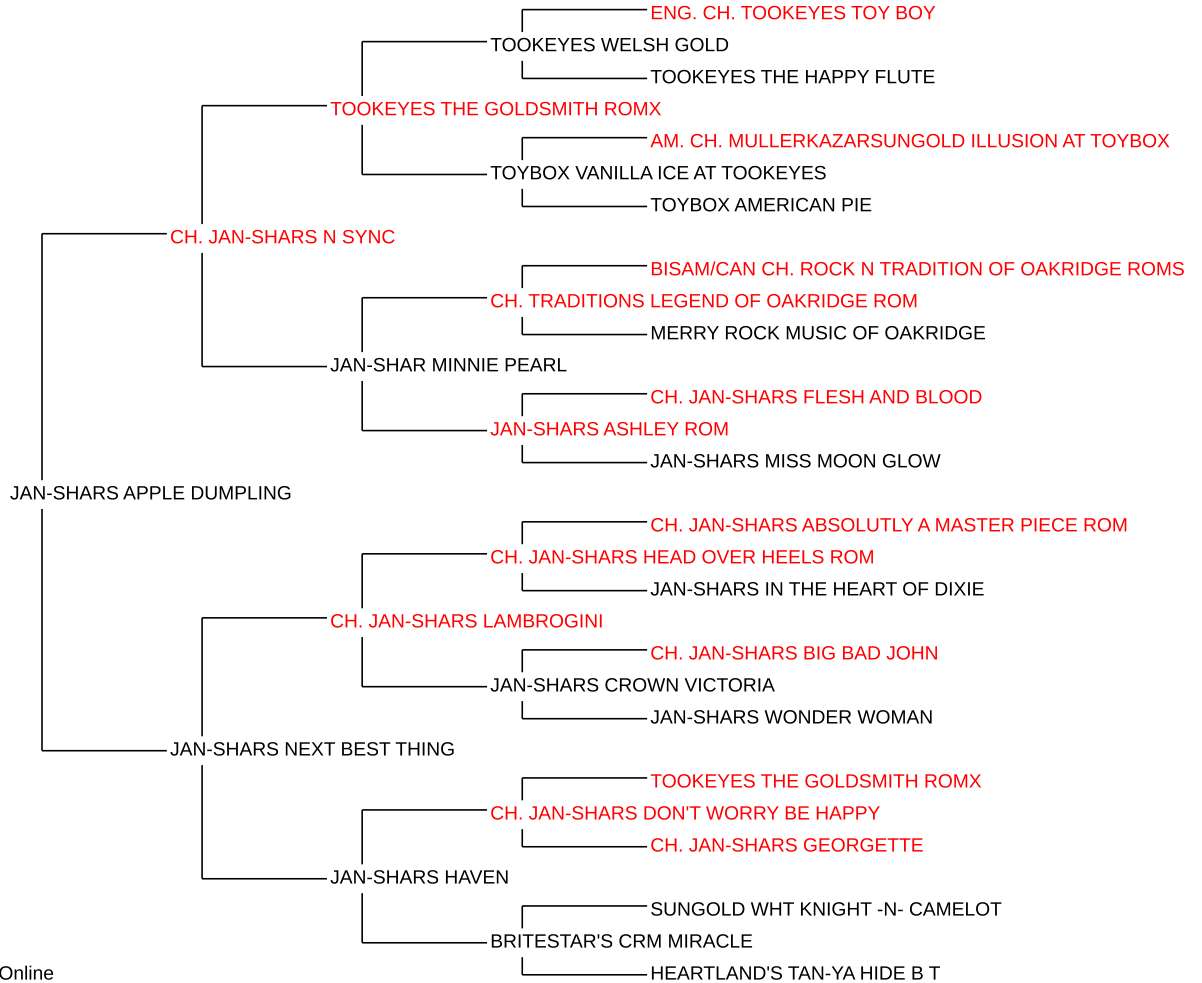 ENG. CH. TOOKEYES TOY BOY
TOOKEYES WELSH GOLD
TOOKEYES THE HAPPY FLUTE
TOOKEYES THE GOLDSMITH ROMX
AM. CH. MULLERKAZARSUNGOLD ILLUSION AT TOYBOX
TOYBOX VANILLA ICE AT TOOKEYES
TOYBOX AMERICAN PIE
CH. JAN-SHARS N SYNC
BISAM/CAN CH. ROCK N TRADITION OF OAKRIDGE ROMS
CH. TRADITIONS LEGEND OF OAKRIDGE ROM
MERRY ROCK MUSIC OF OAKRIDGE
JAN-SHAR MINNIE PEARL
CH. JAN-SHARS FLESH AND BLOOD
JAN-SHARS ASHLEY ROM
JAN-SHARS MISS MOON GLOW
JAN-SHARS APPLE DUMPLING
CH. JAN-SHARS ABSOLUTLY A MASTER PIECE ROM
CH. JAN-SHARS HEAD OVER HEELS ROM
JAN-SHARS IN THE HEART OF DIXIE
CH. JAN-SHARS LAMBROGINI
CH. JAN-SHARS BIG BAD JOHN
JAN-SHARS CROWN VICTORIA
JAN-SHARS WONDER WOMAN
JAN-SHARS NEXT BEST THING
TOOKEYES THE GOLDSMITH ROMX
CH. JAN-SHARS DON'T WORRY BE HAPPY
CH. JAN-SHARS GEORGETTE
JAN-SHARS HAVEN
SUNGOLD WHT KNIGHT -N- CAMELOT
BRITESTAR'S CRM MIRACLE
HEARTLAND'S TAN-YA HIDE B T
Online